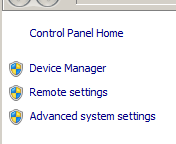 Control Panel Home
Device Manager
Remote settings
Advanced system settings